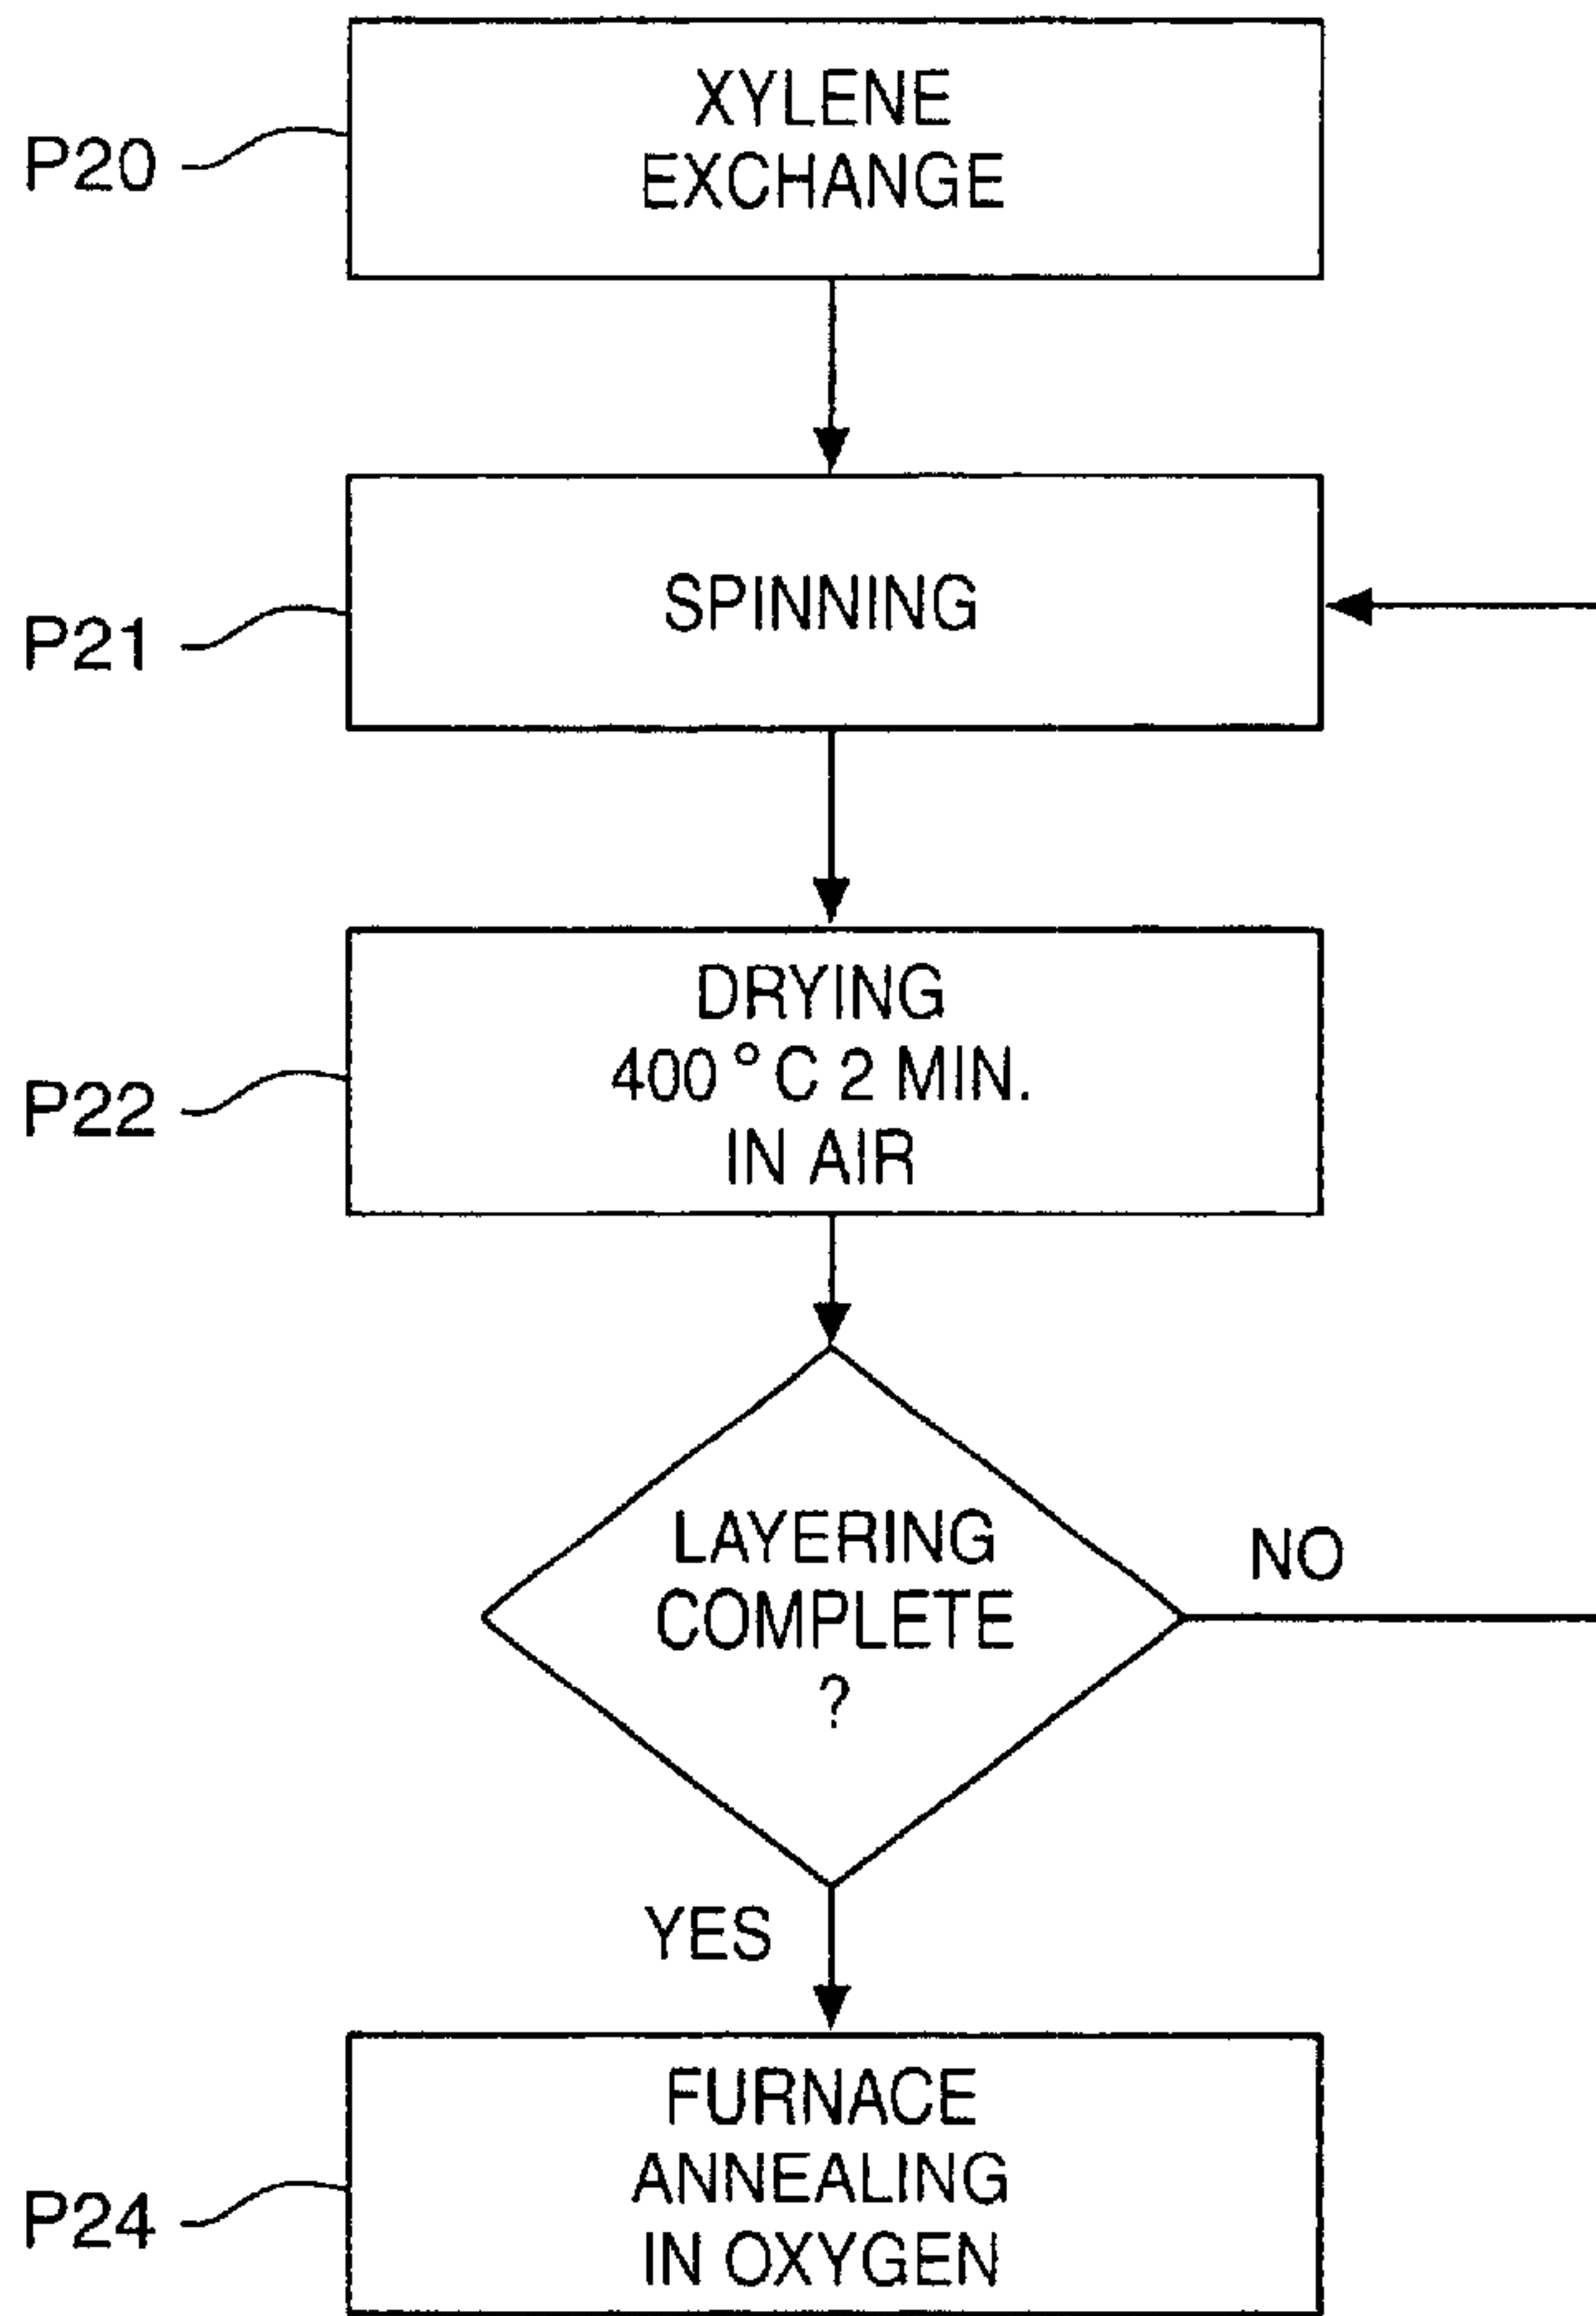 XYLENE
EXCHANGE
P20
SPINNING
P21
DRYING
400°C 2 MIN.
IN AIR
P22
LAYERING
COMPLETE
?
NO
YES
FURNACE
ANNEALING
IN OXYGEN
P24